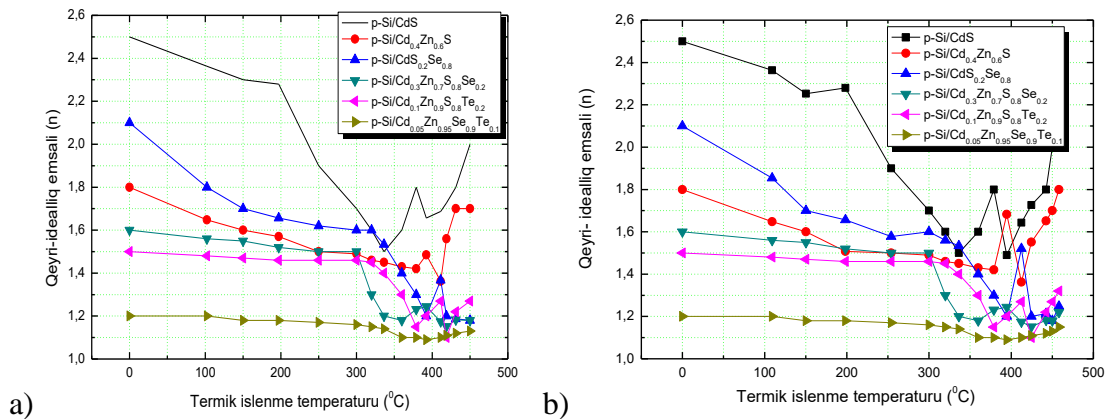 a)
2,6
2,4
2,2
2,0
1,8
1,6
1,4
1,2
1,0
Qeyri-idealliq emsali (n)
p-Si/CdS
p-Si/Cd0.4Zn0.6S
p-Si/CdS0.2Se0.8
p-Si/Cd0.3Zn0.7S0.8Se0.2
p-Si/Cd0.1Zn0.9S0.8Te0.2
p-Si/Cd0.05Zn0.95Se0.9Te0.1
0 100 200 300 400 500
Termik islenme temperaturu (0C)
b)
2,6
2,4
2,2
2,0
1,8
1,6
1,4
1,2
1,0
Qeyri- idealliq emsali (n)
p-Si/CdS
p-Si/Cd0.4Zn0.6S
p-Si/CdS0.2Se0.8
p-Si/Cd0.3Zn0.7S0.8Se0.2
p-Si/Cd0.1Zn0.9S0.8Te0.2
p-Si/Cd0.05Zn0.95Se0.9Te0.1
0 100 200 300 400 500
Termik islenme temperaturu (0C)